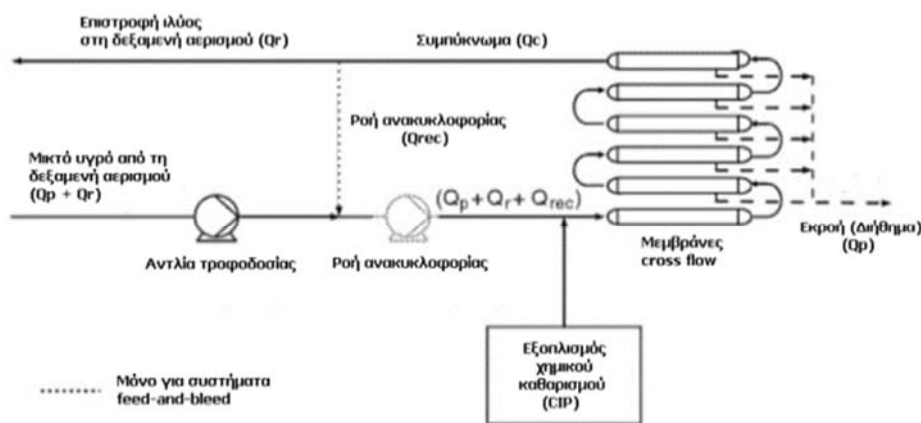 Επιστροφή ιλύος
στη δεξαμενή αερισμού (Qr)
Συμπύκνωμα (Qc)
Ροή ανακυκλοφορίας
(Qrec)
Μικτό υγρό από τη
δεξαμενή αερισμού
(Qp + Qr)
(Qp+Qr+Qrec)
Αντλία τροφοδοσίας
Ροή ανακυκλοφορίας
Μεμβράνες
cross flow
Εκροή (Διήθημα)
(Qp)
Εξοπλισμός
χημικού
καθαρισμού
(CIP)
Μόνο για συστήματα
feed-and-bleed